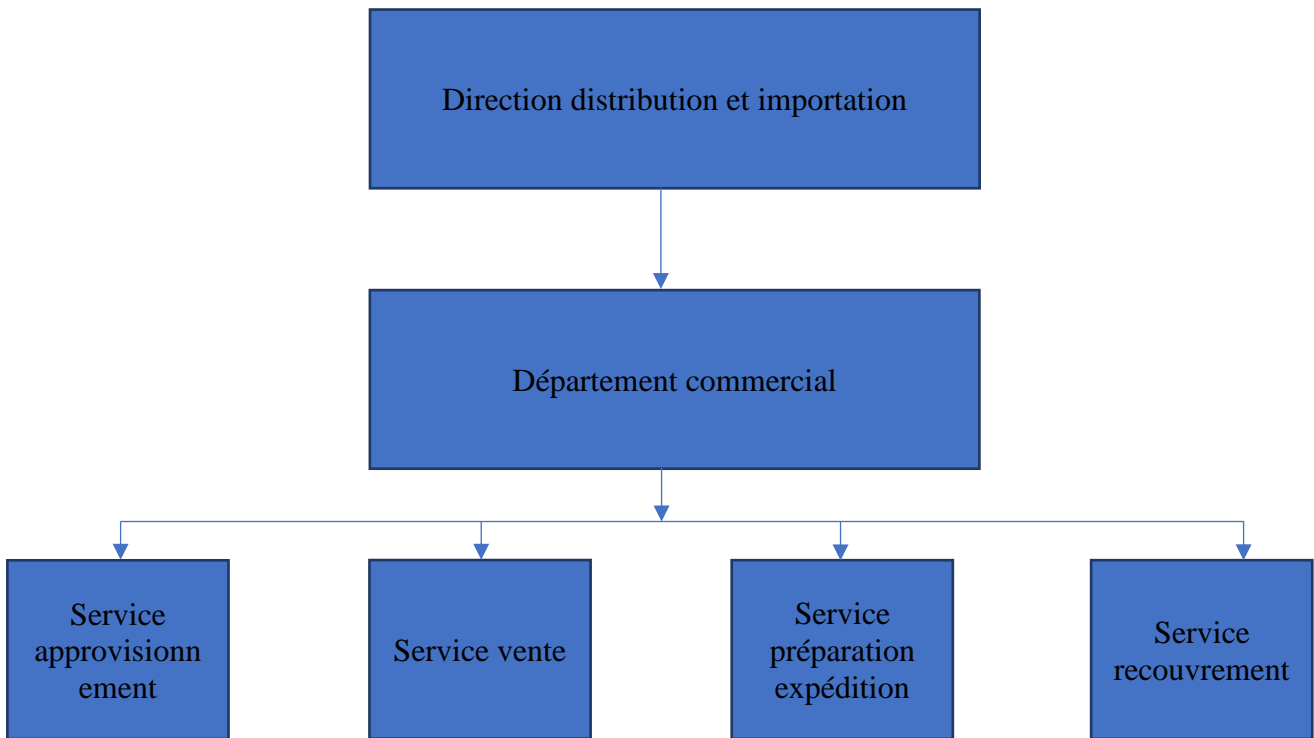 Direction distribution et importation
Département commercial
Service
approvisionn
ement
Service vente
Service
préparation
expédition
Service
recouvrement